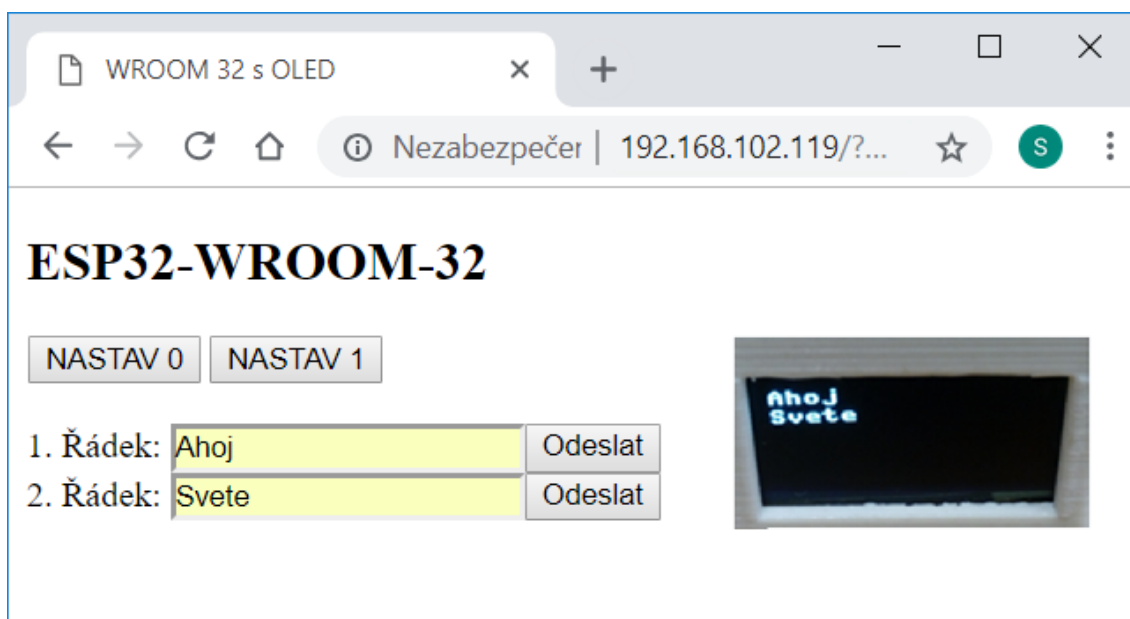 WROOM 32 s OLED
Nezabezpečer | 192.168.102.119/?...
S
ESP32-WROOM-32
NASTAV 0 NASTAV 1
1. Řádek: Ahoj Odeslat
2. Řádek: Svete Odeslat
Ahoj
Svete